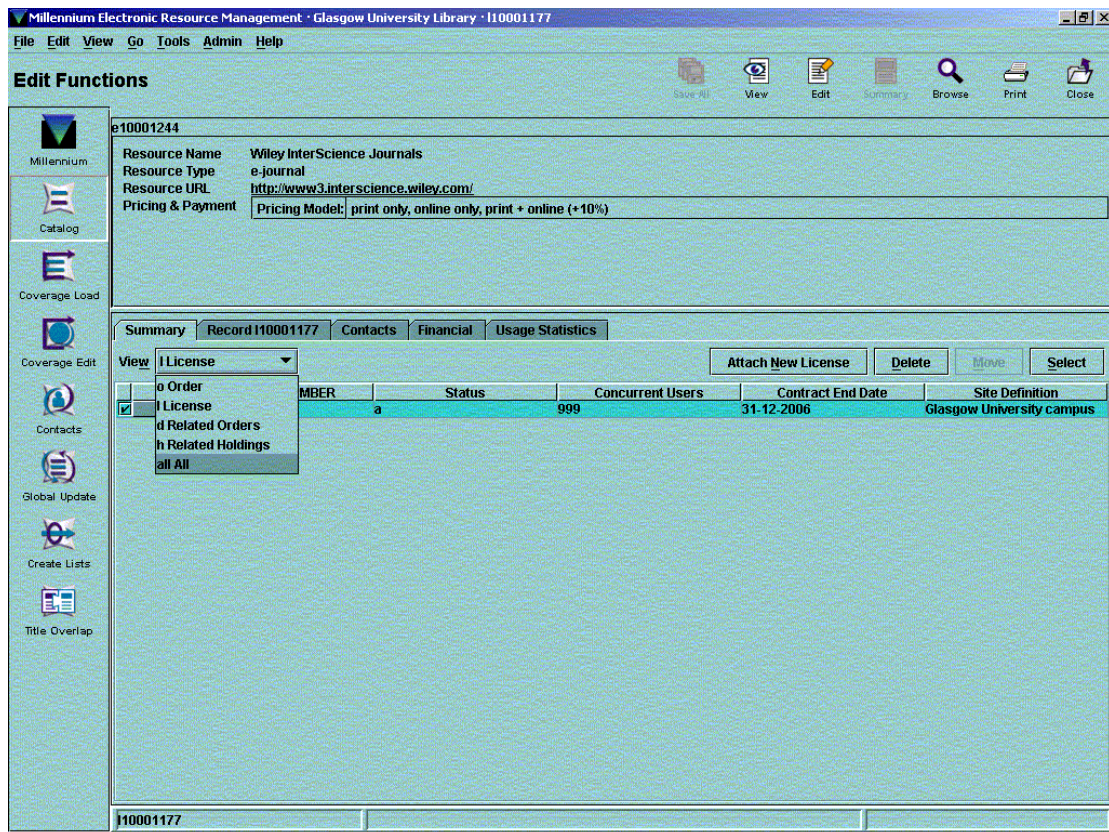 Millennium Electronic Resource Management · Glasgow University Library · l10001177
File Edit View Go Tools Admin Help
Edit Functions
Save All View Edit Summary Browse Print Close
Millennium
Catalog
Coverage Load
Coverage Edit
Contacts
Global Update
Create Lists
Title Overlap
e10001244
Resource Name Wiley InterScience Journals
Resource Type e-journal
Resource URL http://www3.interscience.wiley.com/
Pricing & Payment Pricing Model: print only, online only, print + online (+10%)
Summary Record l10001177 Contacts Financial Usage Statistics
View l License Attach New License Delete Move Select
o Order
l License
d Related Orders
h Related Holdings
all All
MBER Status Concurrent Users Contract End Date Site Definition
a 999 31-12-2006 Glasgow University campus
l10001177